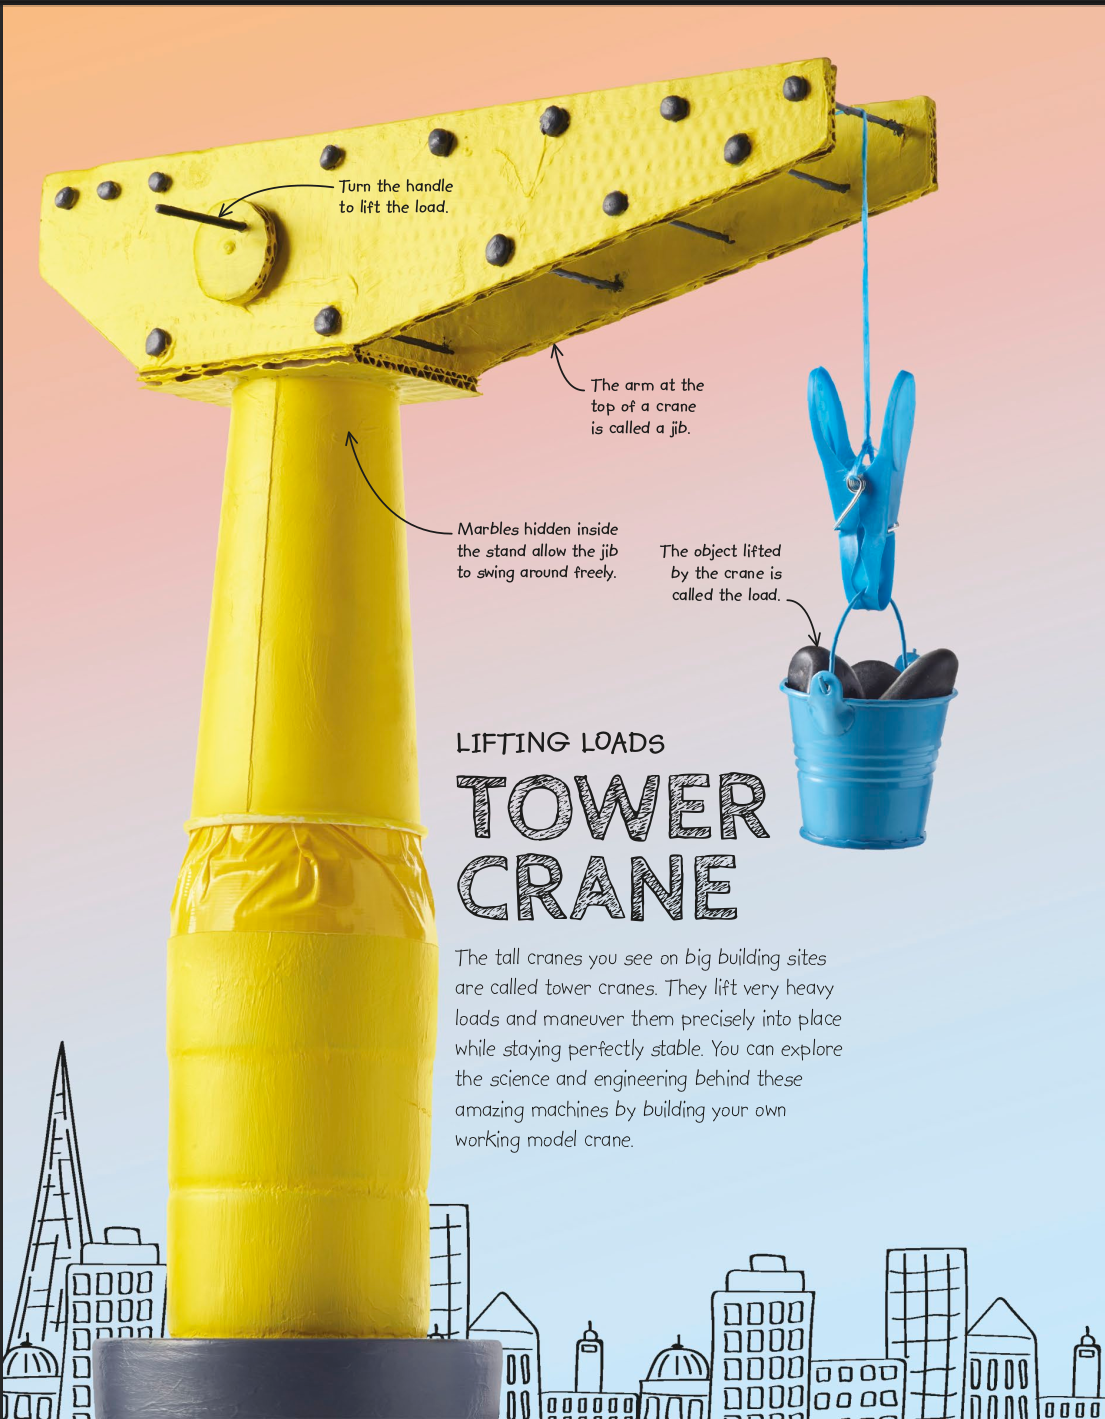 Turn the handle
to lift the load.
The arm at the
top of a crane
is called a jib.
Marbles hidden inside
the stand allow the jib
to swing around freely.
The object lifted
by the crane is
called the load.
LIFTING LOADS
TOWER
CRANE
The tall cranes you see on big building sites
are called tower cranes. They lift very heavy
loads and maneuver them precisely into place
while staying perfectly stable. You can explore
the science and engineering behind these
amazing machines by building your own
working model crane.